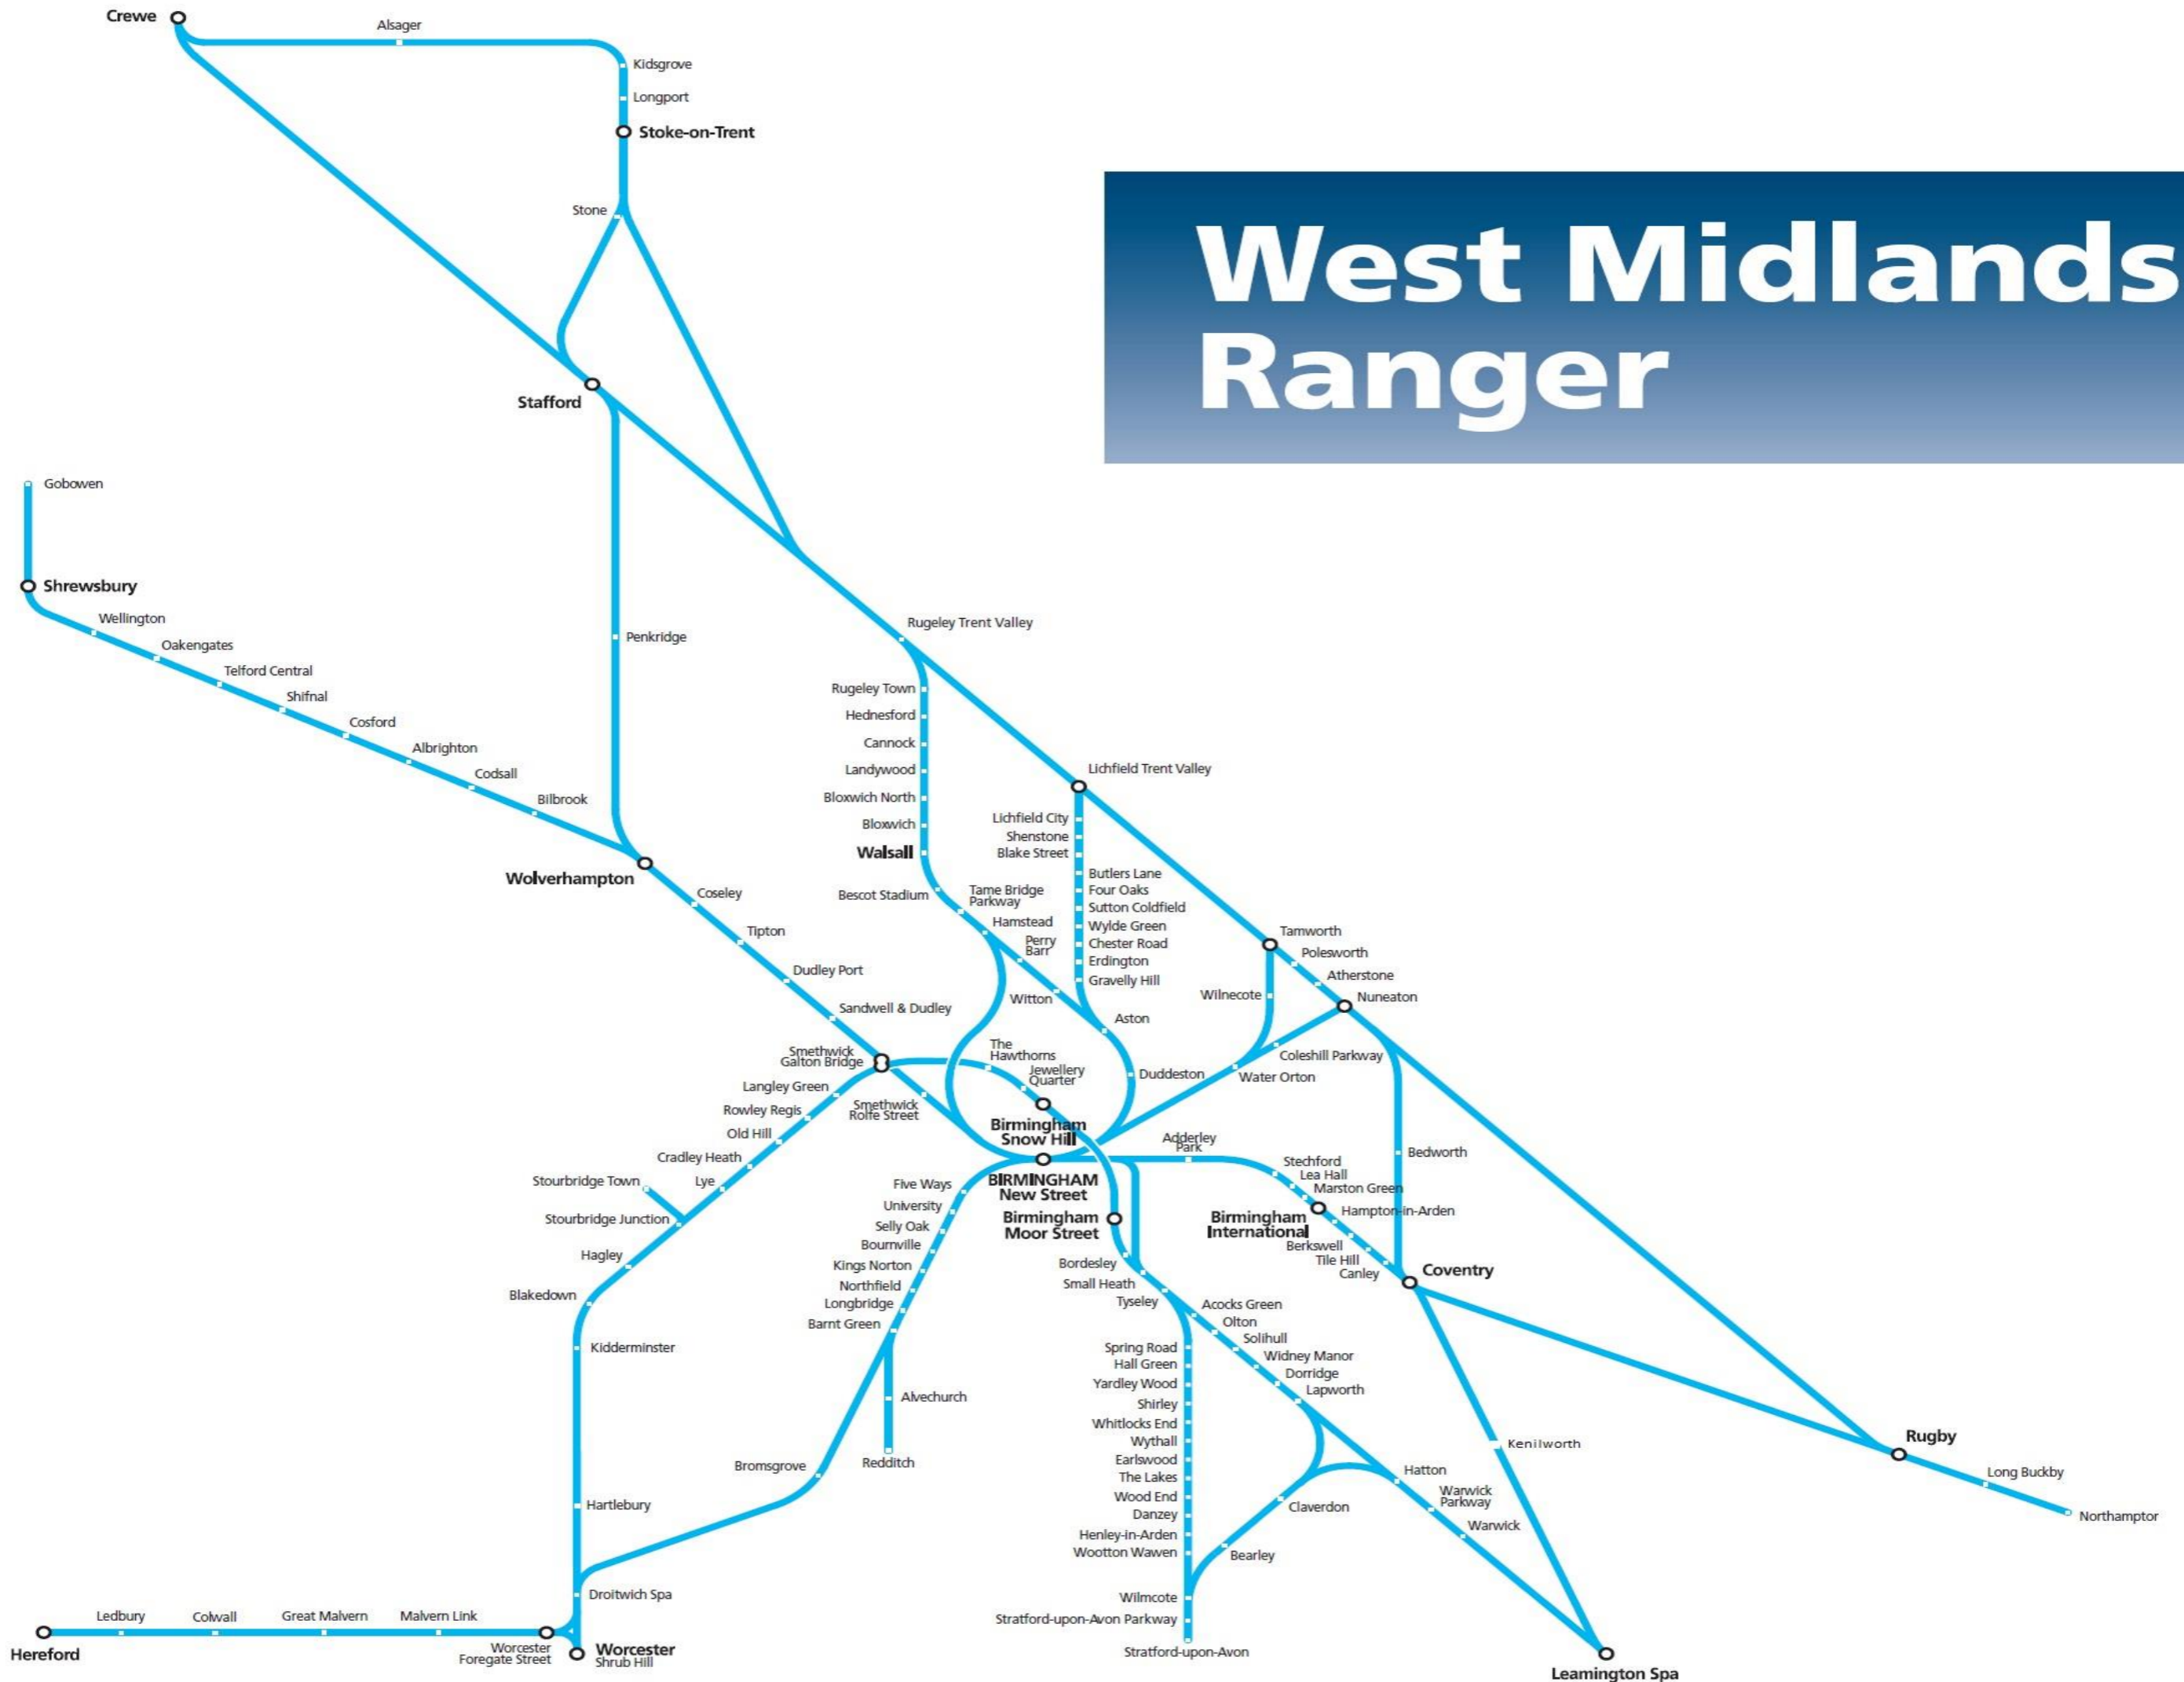 Crewe
Alsager
Kidsgrove
Longport
Stoke-on-Trent
Stone
West Midlands
Ranger
Stafford
Gobowen
Shrewsbury
Wellington
Oakengates
Telford Central
Shifnal
Cosford
Albrighton
Codsall
Bilbrook
Penkridge
Wolverhampton
Rugeley Trent Valley
Rugeley Town
Hednesford
Cannock
Landywood
Bloxwich North
Bloxwich
Walsall
Bescot Stadium
Tame Bridge
Parkway
Hamstead
Perry
Barr
Witton
Lichfield Trent Valley
Lichfield City
Shenstone
Blake Street
Butlers Lane
Four Oaks
Sutton Coldfield
Wylde Green
Chester Road
Erdington
Gravelly Hill
Aston
Duddeston
Tamworth
Polesworth
Atherstone
Nuneaton
Wilnecote
Coleshill Parkway
Water Orton
Bedworth
Coseley
Tipton
Dudley Port
Sandwell & Dudley
Smethwick
Galton Bridge
The
Hawthorns
Jewellery
Quarter
Langley Green
Rowley Regis
Old Hill
Cradley Heath
Lye
Stourbridge Town
Stourbridge Junction
Hagley
Blakedown
Kidderminster
Hartlebury
Droitwich Spa
Smethwick
Rolfe Street
Birmingham
Snow Hill
BIRMINGHAM
New Street
Birmingham
Moor Street
Adderley
Park
Stechford
Lea Hall
Marston Green
Birmingham
International
Hampton-in-Arden
Berkswell
Tile Hill
Canley
Coventry
Five Ways
University
Selly Oak
Bournville
Kings Norton
Northfield
Longbridge
Barnt Green
Alvechurch
Redditch
Bromsgrove
Bordesley
Small Heath
Tyseley
Acocks Green
Olton
Solihull
Widney Manor
Dorridge
Lapworth
Spring Road
Hall Green
Yardley Wood
Shirley
Whitlocks End
Wythall
Earlswood
The Lakes
Wood End
Danzey
Henley-in-Arden
Wootton Wawen
Wilmcote
Stratford-upon-Avon Parkway
Stratford-upon-Avon
Claverdon
Bearley
Hatton
Warwick
Parkway
Warwick
Kenilworth
Leamington Spa
Rugby
Long Buckby
Northamptor
Ledbury
Colwall
Great Malvern
Malvern Link
Hereford
Worcester
Foregate Street
Worcester
Shrub Hill